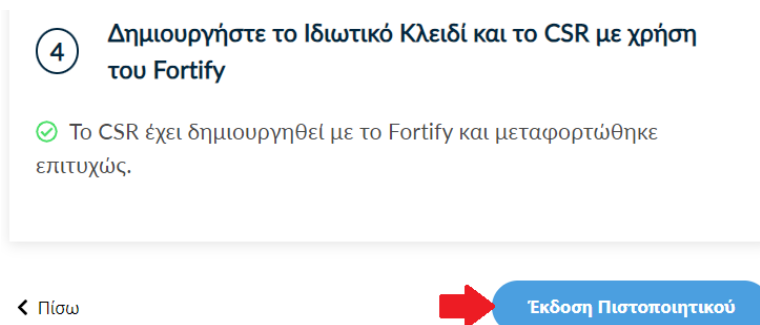 4
Δημιουργήστε το Ιδιωτικό Κλειδί και το CSR με χρήση
του Fortify
Το CSR έχει δημιουργηθεί με το Fortify και μεταφορτώθηκε
επιτυχώς.
Πίσω
Έκδοση Πιστοποιητικού